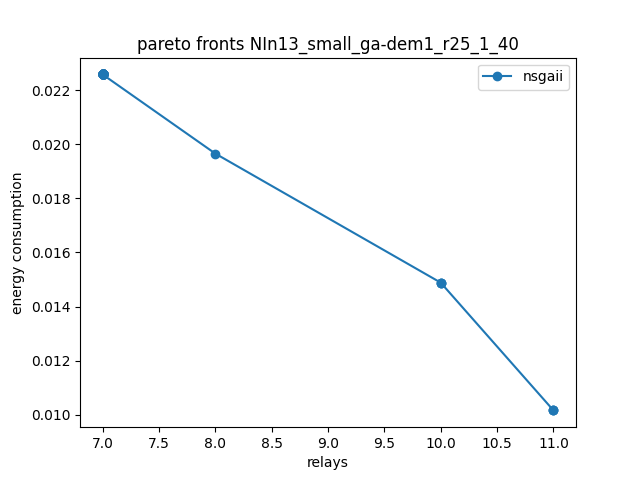 pareto fronts NIn13_small_ga-dem1_r25_1_40
nsgaii
energy consumption
0.022
0.020
0.018
0.016
0.014
0.012
0.010
7.0 7.5 8.0 8.5 9.0 9.5 10.0 10.5 11.0
relays